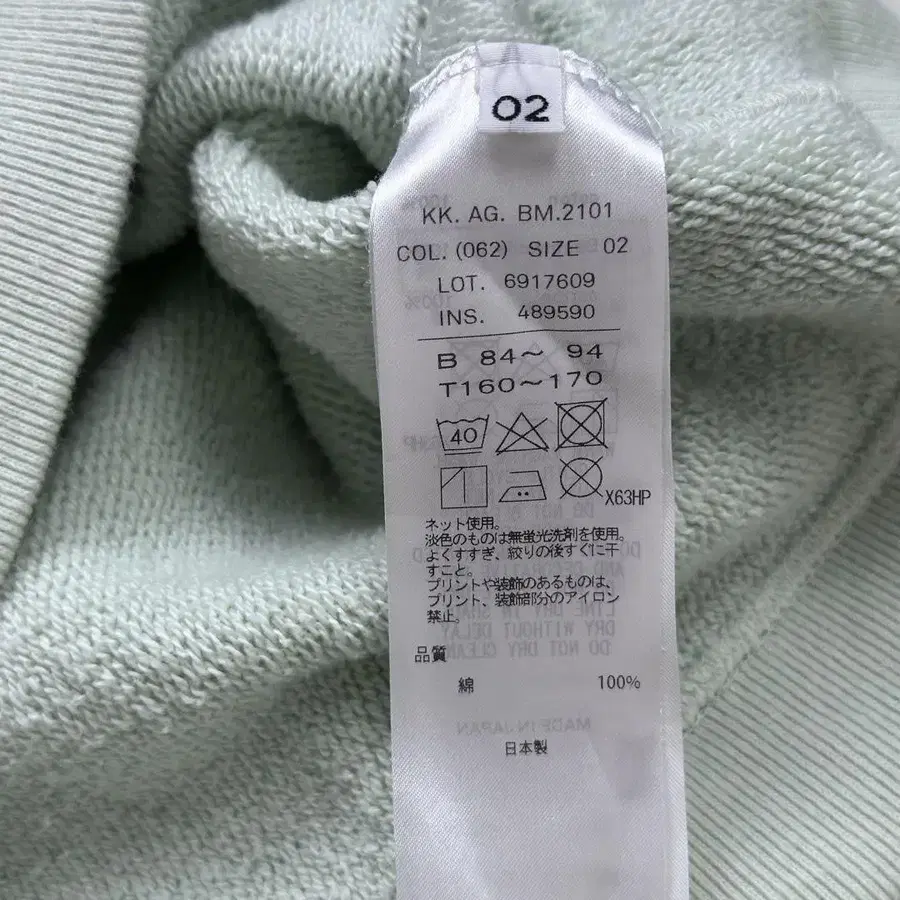 02
KK. AG. BM.2101
COL. (062) SIZE 02
LOT. 6917609
INS. 489590
B 84～ 94
T160～170
40
X63HP
ネット使用。
淡色のものは無蛍光洗剤を使用。
よくすすぎ、絞りの後すぐに干
すこと。
プリントや装飾のあるものは、
プリント、装飾部分のアイロン
禁止。
品質
綿 100%
日本製
MADE IN JAPAN